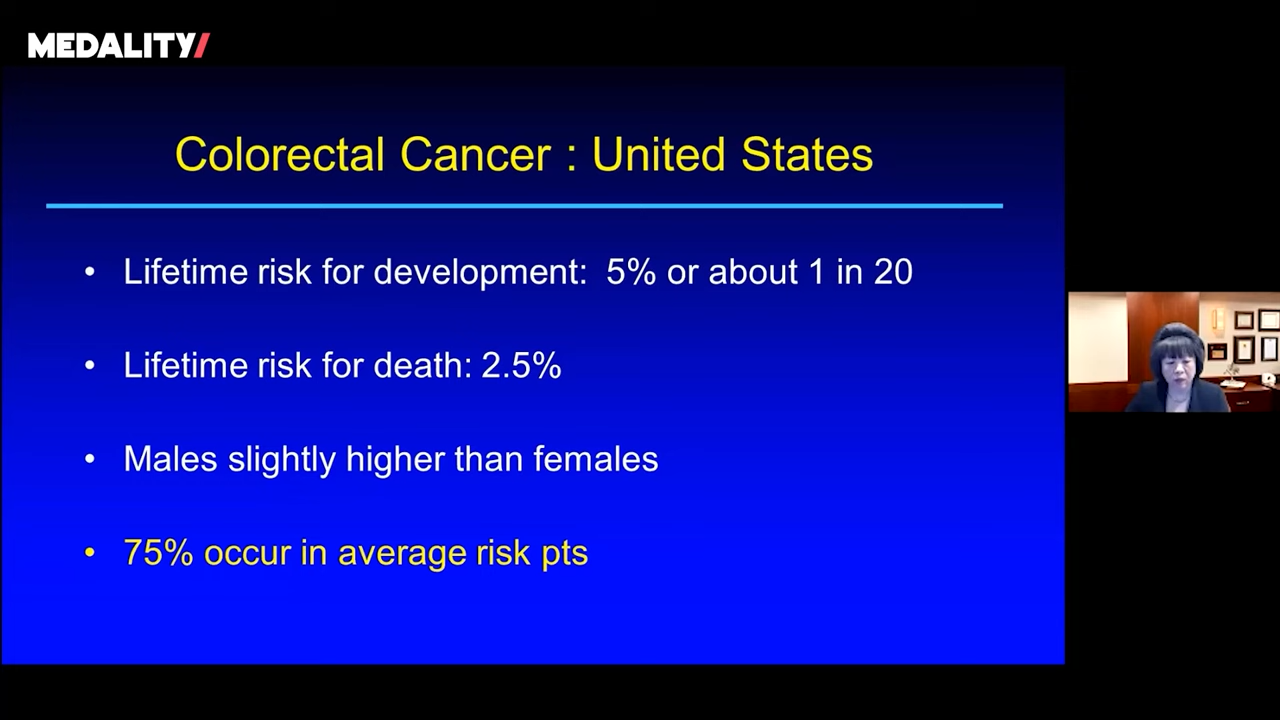 MEDALITY/
Colorectal Cancer : United States
• Lifetime risk for development: 5% or about 1 in 20
• Lifetime risk for death: 2.5%
• Males slightly higher than females
• 75% occur in average risk pts